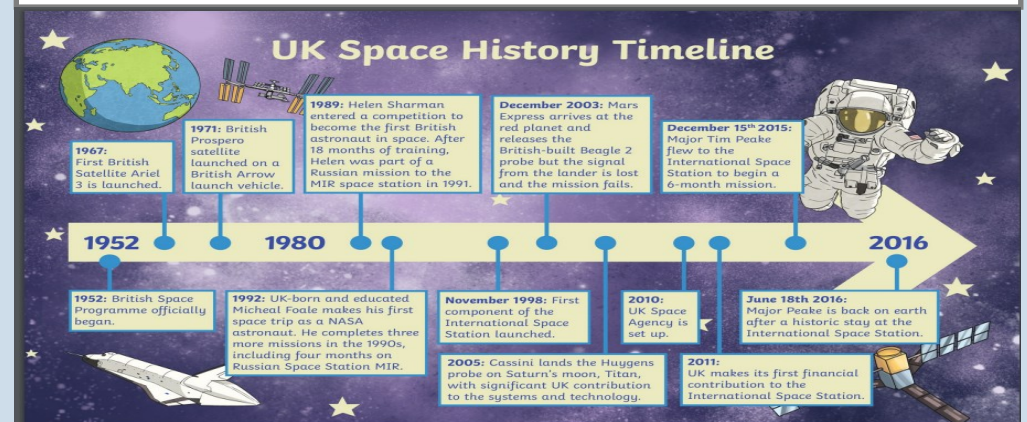 UK Space History Timeline
1967:
First British
Satellite Ariel
3 is launched.
1971: British
Prospero
satellite
launched on a
British Arrow
launch vehicle.
1989: Helen Sharman
entered a competition to
become the first British
astronaut in space. After
18 months of training,
Helen was part of a
Russian mission to the
MIR space station in 1991.
December 2003: Mars
Express arrives at the
red planet and
releases the
British-built Beagle 2
probe but the signal
from the lander is lost
and the mission fails.
December 15th 2015:
Major Tim Peake
flew to the
International Space
Station to begin a
6-month mission.
1952
1980
2016
1952: British Space
Programme officially
began.
1992: UK-born and educated
Micheal Foale makes his first
space trip as a NASA
astronaut. He completes three
more missions in the 1990s,
including four months on
Russian Space Station MIR.
November 1998: First
component of the
International Space
Station launched.
2005: Cassini lands the Huygens
probe on Saturn's moon, Titan,
with significant UK contribution
to the systems and technology.
2010:
UK Space
Agency is
set up.
2011:
UK makes its first financial
contribution to the
International Space Station.
June 18th 2016:
Major Peake is back on earth
after a historic stay at the
International Space Station.